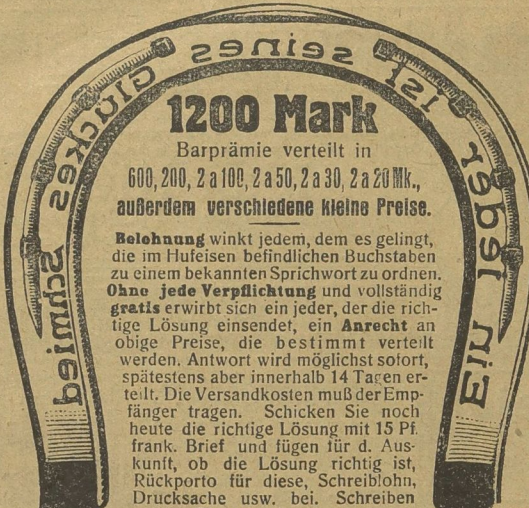 Ein jeder ist seines Glückes Schmied
1200 Mark
Barprämie verteilt in
600, 200, 2 a 100, 2 a 50, 2 a 30, 2 a 20 Mk.,
außerdem verschiedene kleine Preise.
Belohnung winkt jedem, dem es gelingt,
die im Hufeisen befindlichen Buchstaben
zu einem bekannten Sprichwort zu ordnen.
Ohne jede Verpflichtung und vollständig
gratis erwirbt sich ein jeder, der die rich-
tige Lösung einsendet, ein Anrecht an
obige Preise, die bestimmt verteilt
werden. Antwort wird möglichst sofort,
spätestens aber innerhalb 14 Tagen er-
teilt. Die Versandkosten muß der Emp-
fänger tragen. Schicken Sie noch
heute die richtige Lösung mit 15 Pf.
frank. Brief und fügen für d. Aus-
kunft, ob die Lösung richtig ist,
Rückporto für diese, Schreiblohn,
Drucksache usw. bei. Schreiben